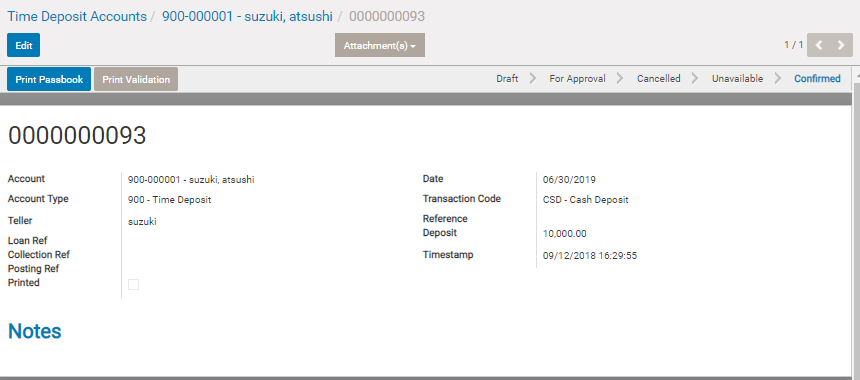 Time Deposit Accounts / 900-000001 - suzuki, atsushi / 0000000093
Edit Attachment(s) 1 / 1
Print Passbook Print Validation Draft For Approval Cancelled Unavailable Confirmed
0000000093
Account 900-000001 - suzuki, atsushi Date 06/30/2019
Account Type 900 - Time Deposit Transaction Code CSD - Cash Deposit
Teller suzuki Reference
Deposit 10,000.00
Loan Ref
Collection Ref Timestamp 09/12/2018 16:29:55
Posting Ref
Printed
Notes